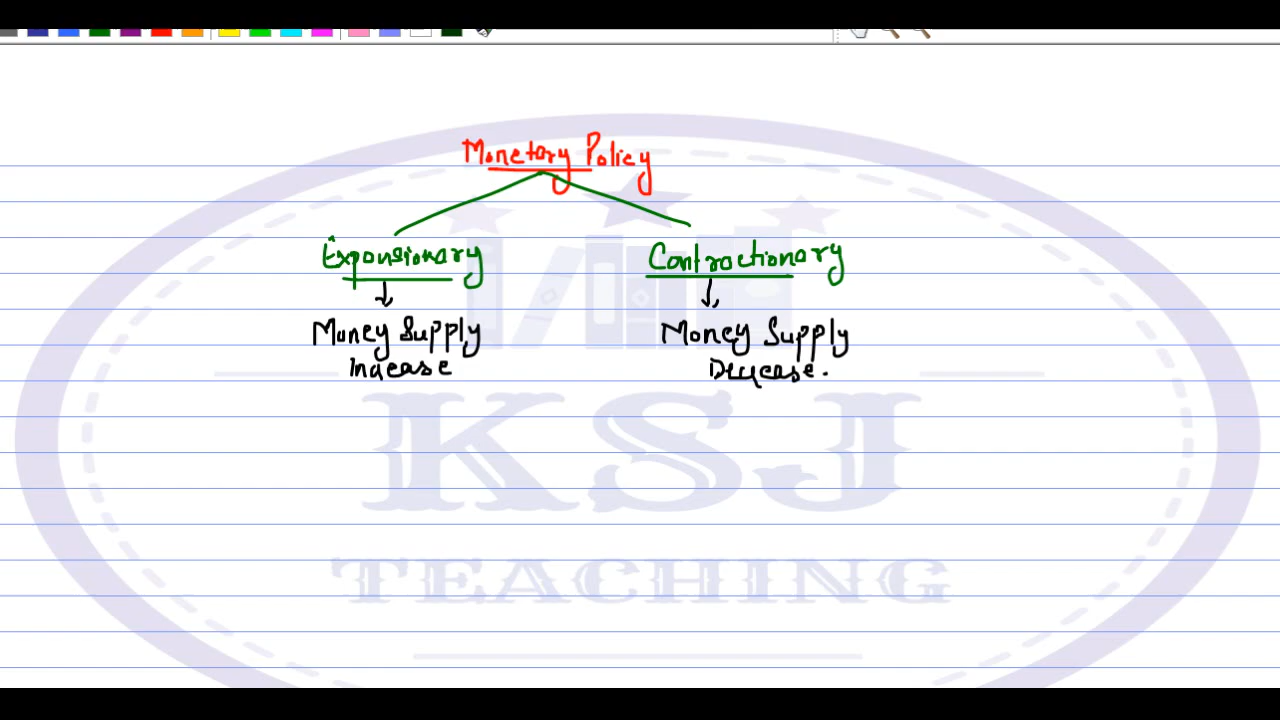 Monetary Policy
Expansionary
Contractionary
Money Supply
Increase
Money Supply
Decrease.
KSJ
TEACHING